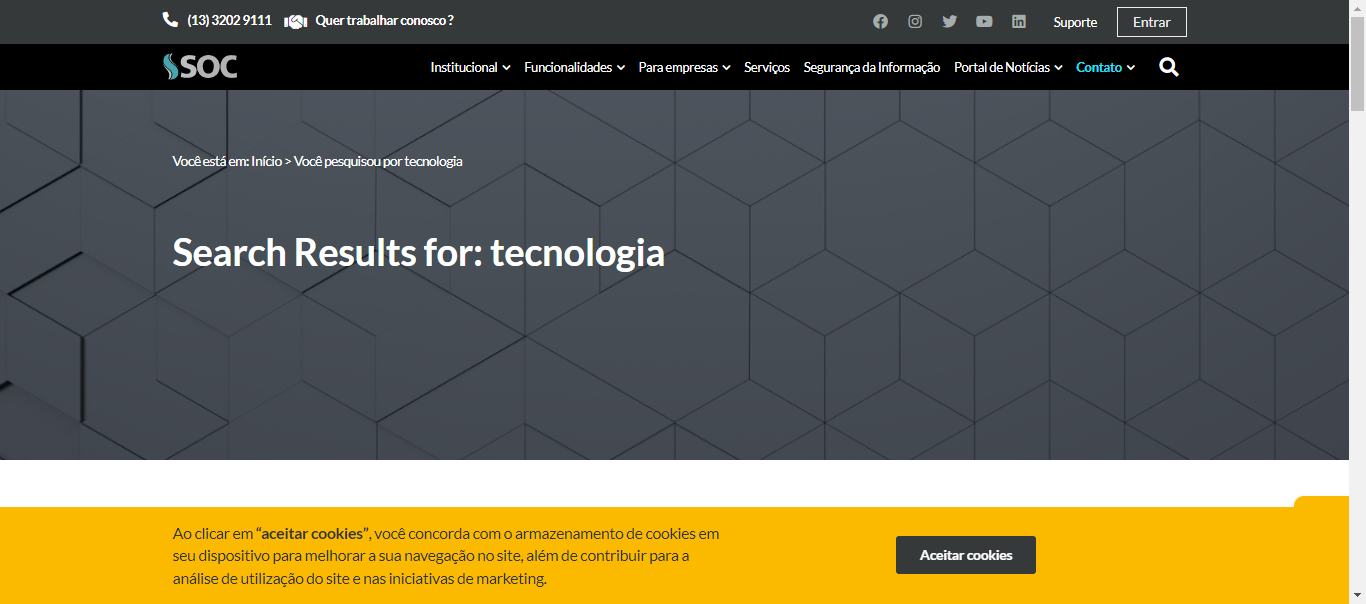 (13) 3202 9111 Quer trabalhar conosco ? Suporte Entrar
SOC Institucional Funcionalidades Para empresas Serviços Segurança da Informação Portal de Notícias Contato
Você está em: Início > Você pesquisou por tecnologia
Search Results for: tecnologia
Ao clicar em “aceitar cookies”, você concorda com o armazenamento de cookies em
seu dispositivo para melhorar a sua navegação no site, além de contribuir para a
análise de utilização do site e nas iniciativas de marketing.
Aceitar cookies